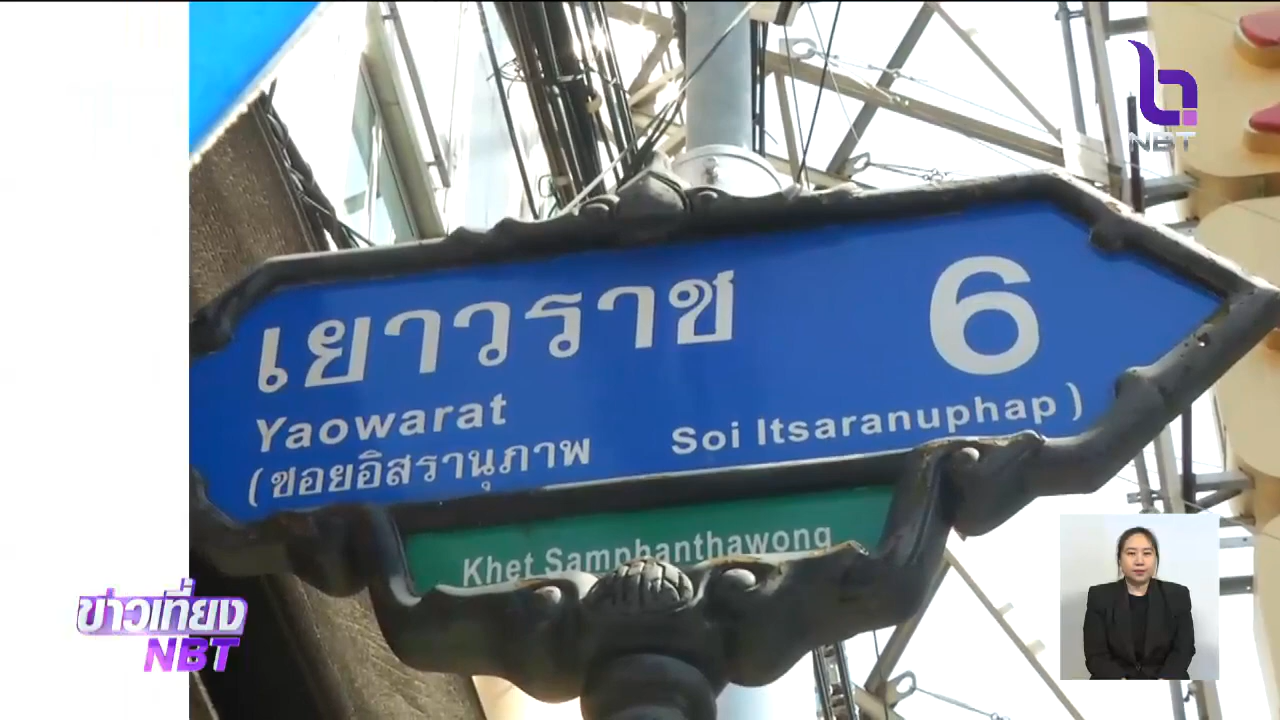 NBT
เยาวราช 6
Yaowarat
(ซอยอิสรานุภาพ Soi Itsaranuphap)
Khet Samphanthawong
ข่าวเที่ยง
NBT